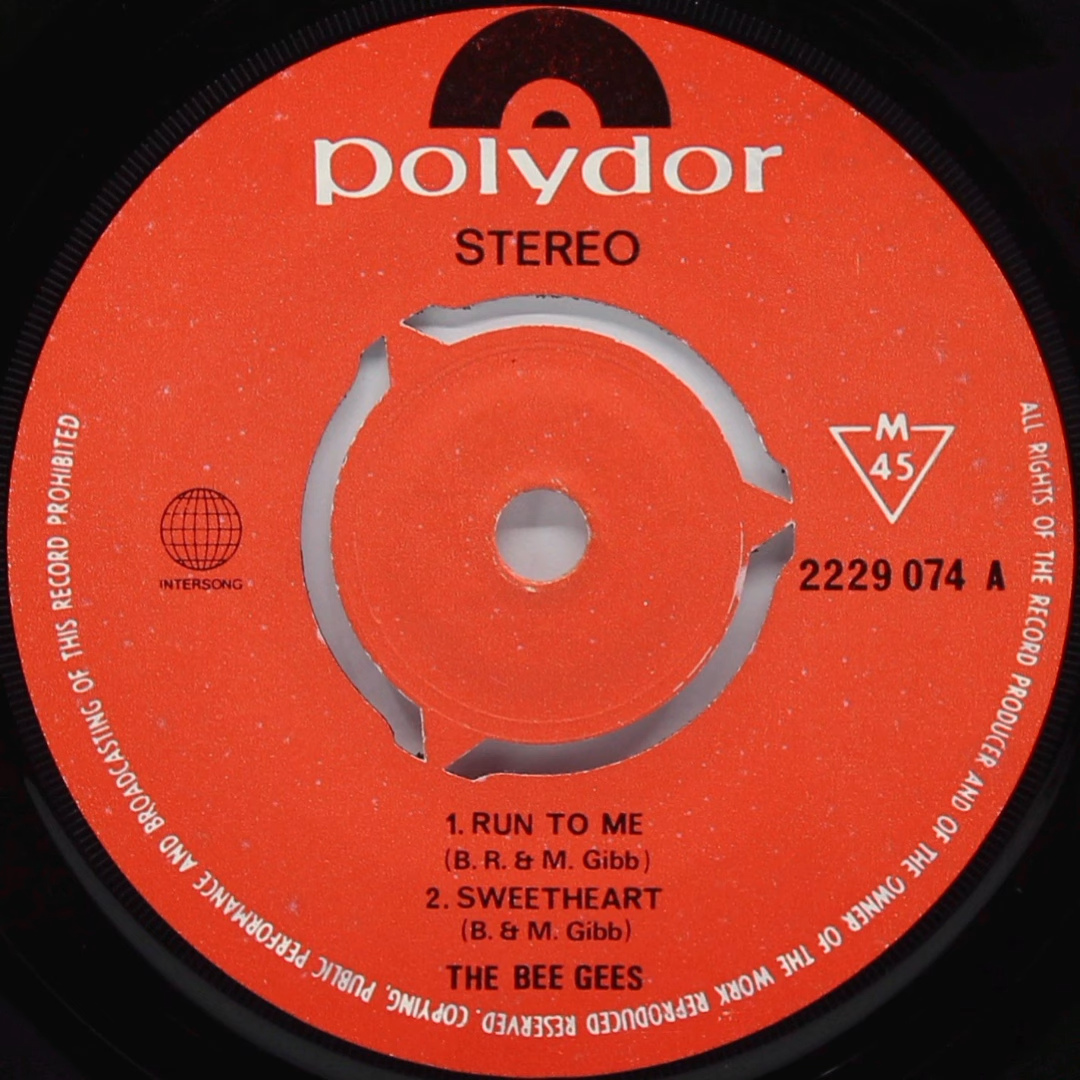 polydor
STEREO
M
45
INTERSONG
2229 074 A
1. RUN TO ME
(B. R. & M. Gibb)
2. SWEETHEART
(B. & M. Gibb)
THE BEE GEES
ALL RIGHTS OF THE RECORD PRODUCER AND OF THE OWNER OF THE WORK REPRODUCED RESERVED. COPYING, PUBLIC PERFORMANCE AND BROADCASTING OF THIS RECORD PROHIBITED